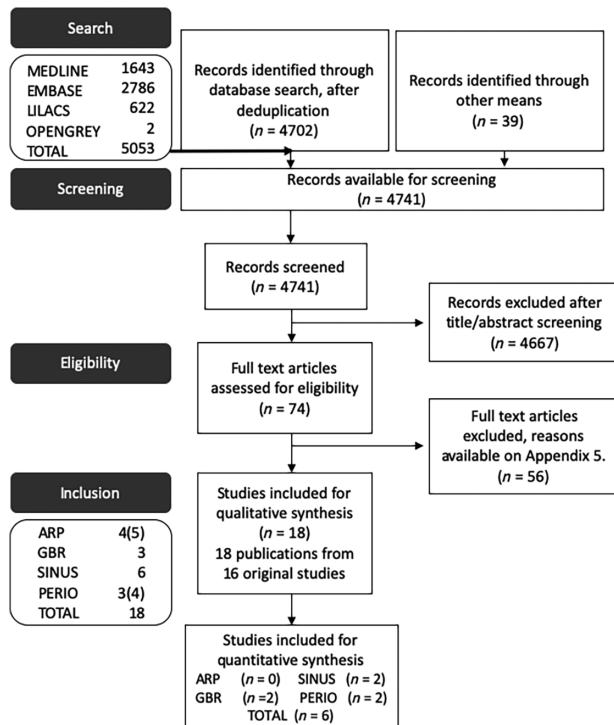 Search
MEDLINE 1643
EMBASE 2786
LILACS 622
OPENGREY 2
TOTAL 5053
Records identified through
database search, after
deduplication
(n = 4702)
Records identified through
other means
(n = 39)
Screening
Records available for screening
(n = 4741)
Records screened
(n = 4741)
Records excluded after
title/abstract screening
(n = 4667)
Eligibility
Full text articles
assessed for eligibility
(n = 74)
Full text articles
excluded, reasons
available on Appendix 5.
(n = 56)
Inclusion
ARP 4(5)
GBR 3
SINUS 6
PERIO 3(4)
TOTAL 18
Studies included for
qualitative synthesis
(n = 18)
18 publications from
16 original studies
Studies included for
quantitative synthesis
ARP (n = 0) SINUS (n = 2)
GBR (n =2) PERIO (n = 2)
TOTAL (n = 6)